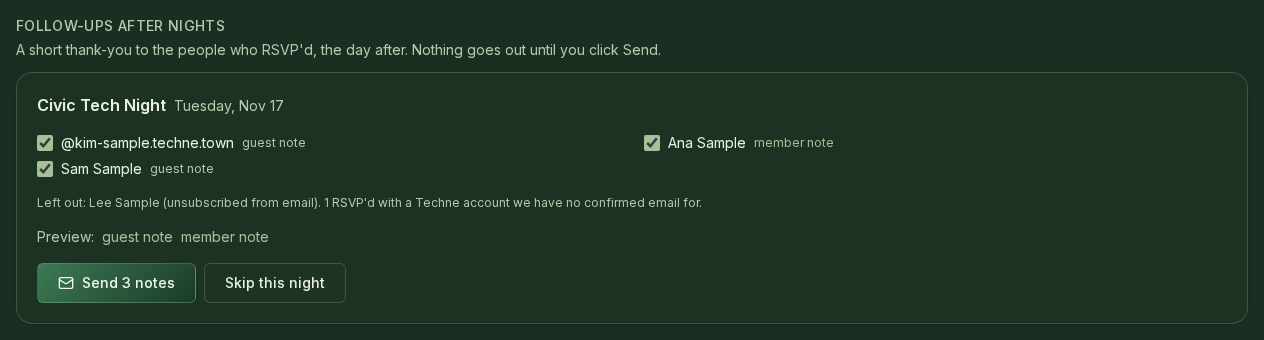 FOLLOW-UPS AFTER NIGHTS
A short thank-you to the people who RSVP'd, the day after. Nothing goes out until you click Send.
Civic Tech Night Tuesday, Nov 17
@kim-sample.techne.town guest note
Ana Sample member note
Sam Sample guest note
Left out: Lee Sample (unsubscribed from email). 1 RSVP'd with a Techne account we have no confirmed email for.
Preview: guest note member note
Send 3 notes
Skip this night